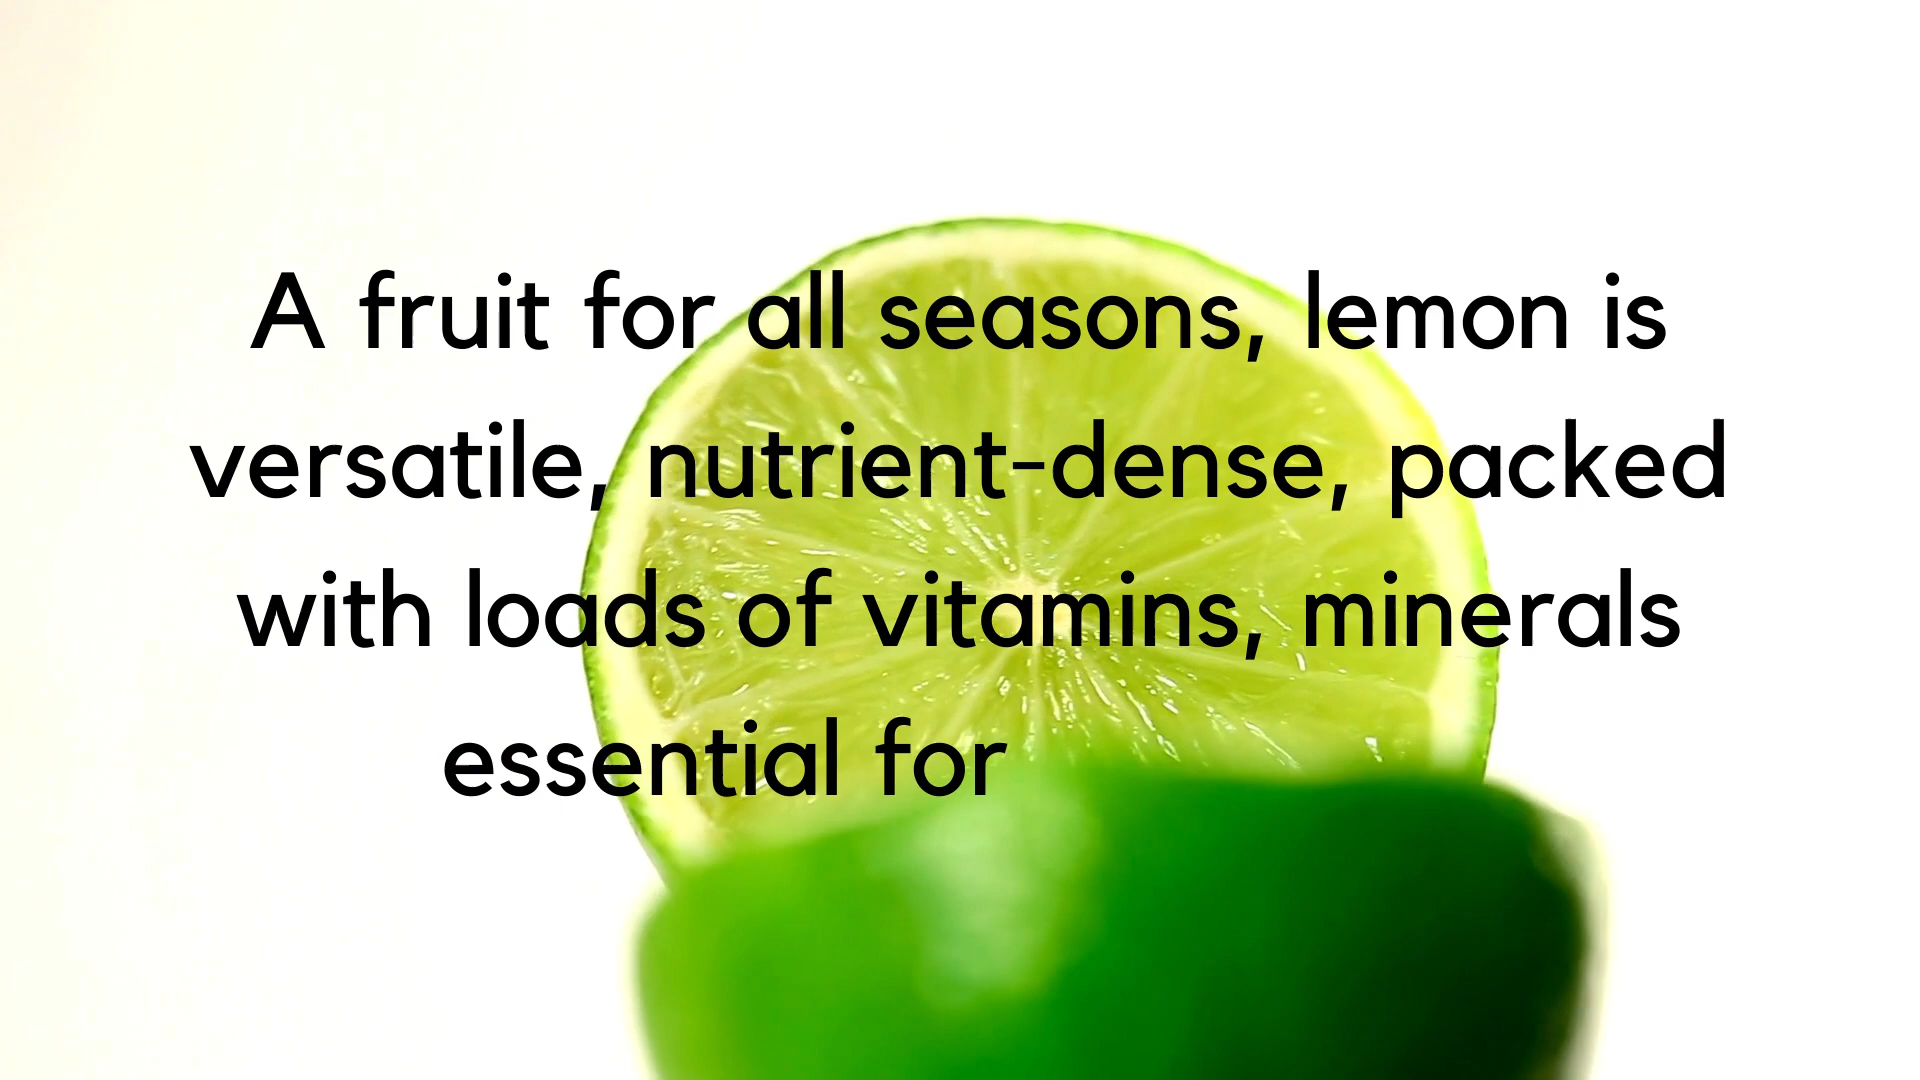 A fruit for all seasons, lemon is
versatile, nutrient-dense, packed
with loads of vitamins, minerals
essential for